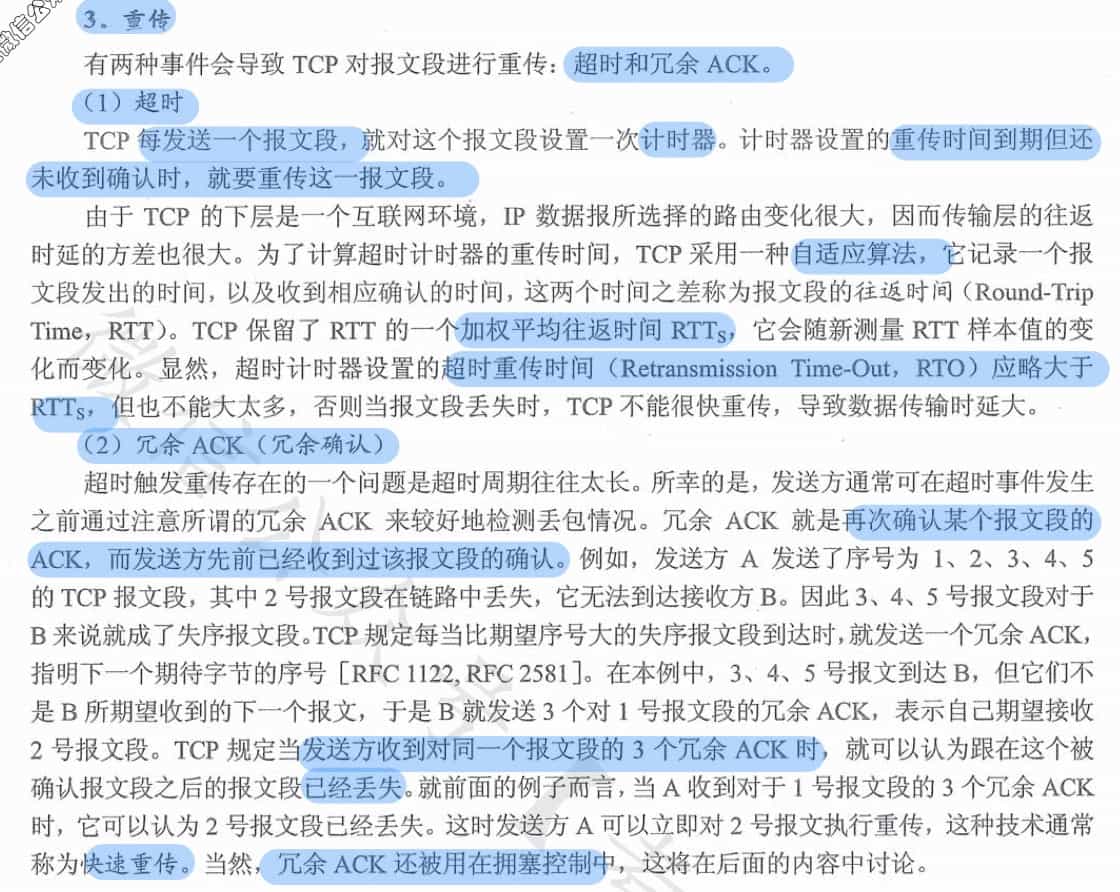 微信公众
3。重传
有两种事件会导致 TCP 对报文段进行重传：超时和冗余 ACK。
（1）超时
TCP 每发送一个报文段，就对这个报文段设置一次计时器。计时器设置的重传时间到期但还
未收到确认时，就要重传这一报文段。
由于 TCP 的下层是一个互联网环境，IP 数据报所选择的路由变化很大，因而传输层的往返
时延的方差也很大。为了计算超时计时器的重传时间，TCP 采用一种自适应算法，它记录一个报
文段发出的时间，以及收到相应确认的时间，这两个时间之差称为报文段的往返时间（Round-Trip
Time，RTT）。TCP 保留了 RTT 的一个加权平均往返时间 RTTS，它会随新测量 RTT 样本值的变
化而变化。显然，超时计时器设置的超时重传时间（Retransmission Time-Out，RTO）应略大于
RTTS，但也不能大太多，否则当报文段丢失时，TCP 不能很快重传，导致数据传输时延大。
（2）冗余 ACK（冗余确认）
超时触发重传存在的一个问题是超时周期往往太长。所幸的是，发送方通常可在超时事件发生
之前通过注意所谓的冗余 ACK 来较好地检测丢包情况。冗余 ACK 就是再次确认某个报文段的
ACK，而发送方先前已经收到过该报文段的确认。例如，发送方 A 发送了序号为 1、2、3、4、5
的 TCP 报文段，其中 2 号报文段在链路中丢失，它无法到达接收方 B。因此 3、4、5 号报文段对于
B 来说就成了失序报文段。TCP 规定每当比期望序号大的失序报文段到达时，就发送一个冗余 ACK，
指明下一个期待字节的序号［RFC 1122, RFC 2581］。在本例中，3、4、5 号报文到达 B，但它们不
是 B 所期望收到的下一个报文，于是 B 就发送 3 个对 1 号报文段的冗余 ACK，表示自己期望接收
2 号报文段。TCP 规定当发送方收到对同一个报文段的 3 个冗余 ACK 时，就可以认为跟在这个被
确认报文段之后的报文段已经丢失。就前面的例子而言，当 A 收到对于 1 号报文段的 3 个冗余 ACK
时，它可以认为 2 号报文段已经丢失。这时发送方 A 可以立即对 2 号报文执行重传，这种技术通常
称为快速重传。当然，冗余 ACK 还被用在拥塞控制中，这将在后面的内容中讨论。